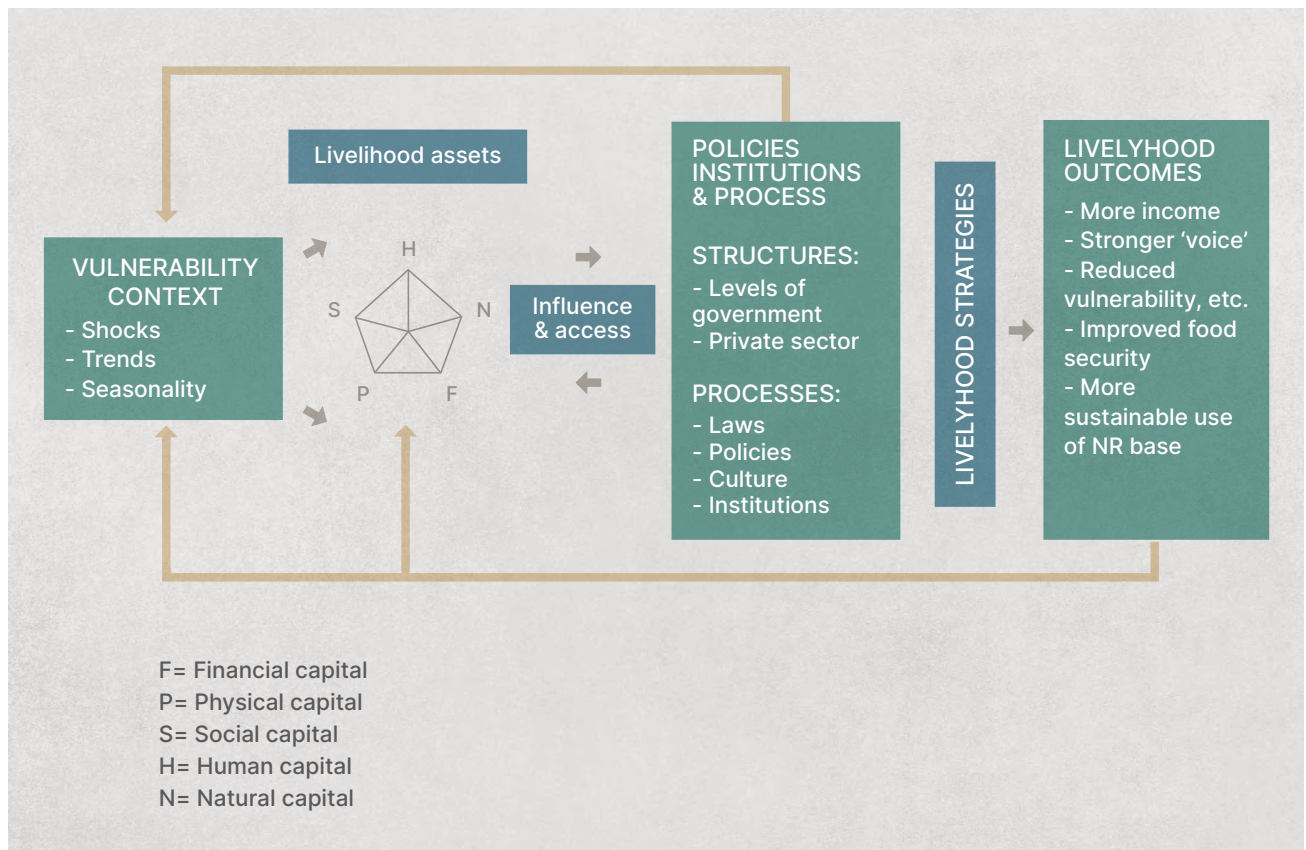 Livelihood assets
VULNERABILITY
CONTEXT
- Shocks
- Trends
- Seasonality
H
S
N
P
F
Influence
& access
POLICIES
INSTITUTIONS
& PROCESS
STRUCTURES:
- Levels of
government
- Private sector
PROCESSES:
- Laws
- Policies
- Culture
- Institutions
LIVELYHOOD STRATEGIES
LIVELYHOOD
OUTCOMES
- More income
- Stronger ‘voice’
- Reduced
vulnerability, etc.
- Improved food
security
- More
sustainable use
of NR base
F= Financial capital
P= Physical capital
S= Social capital
H= Human capital
N= Natural capital